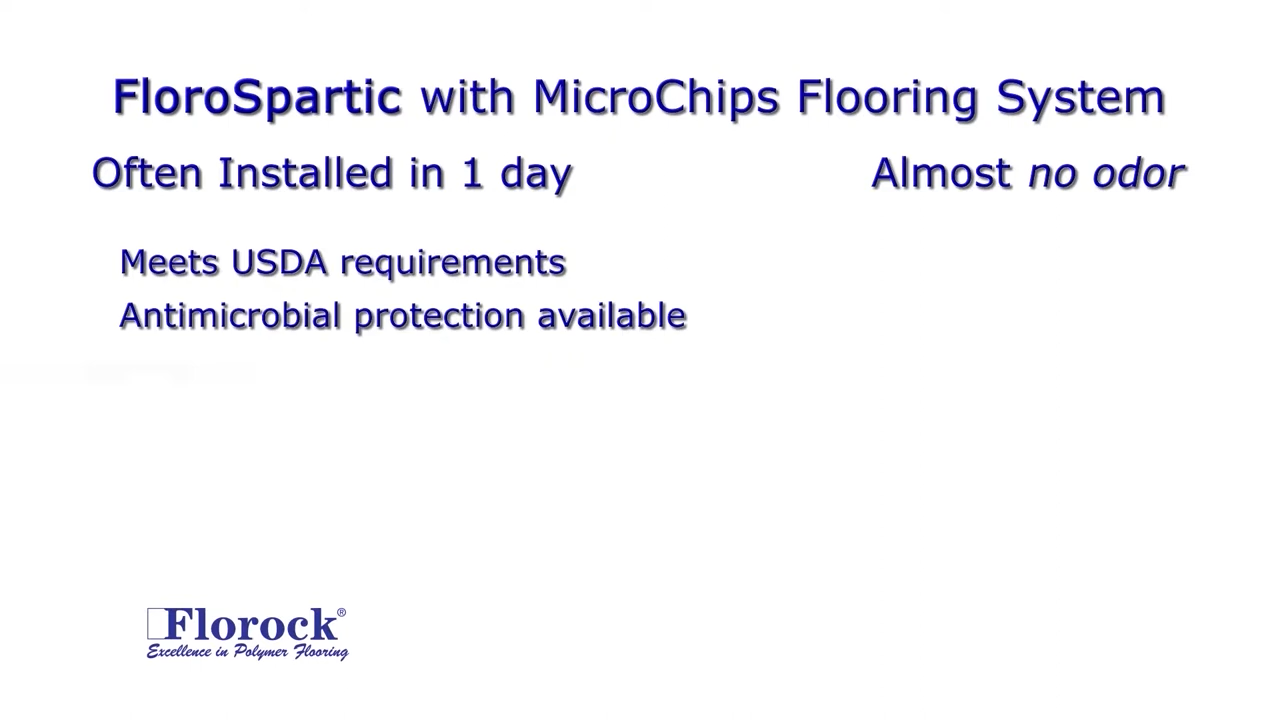 FloroSpartic with MicroChips Flooring System
Often Installed in 1 day
Almost no odor
Meets USDA requirements
Antimicrobial protection available
Florock®
Excellence in Polymer Flooring